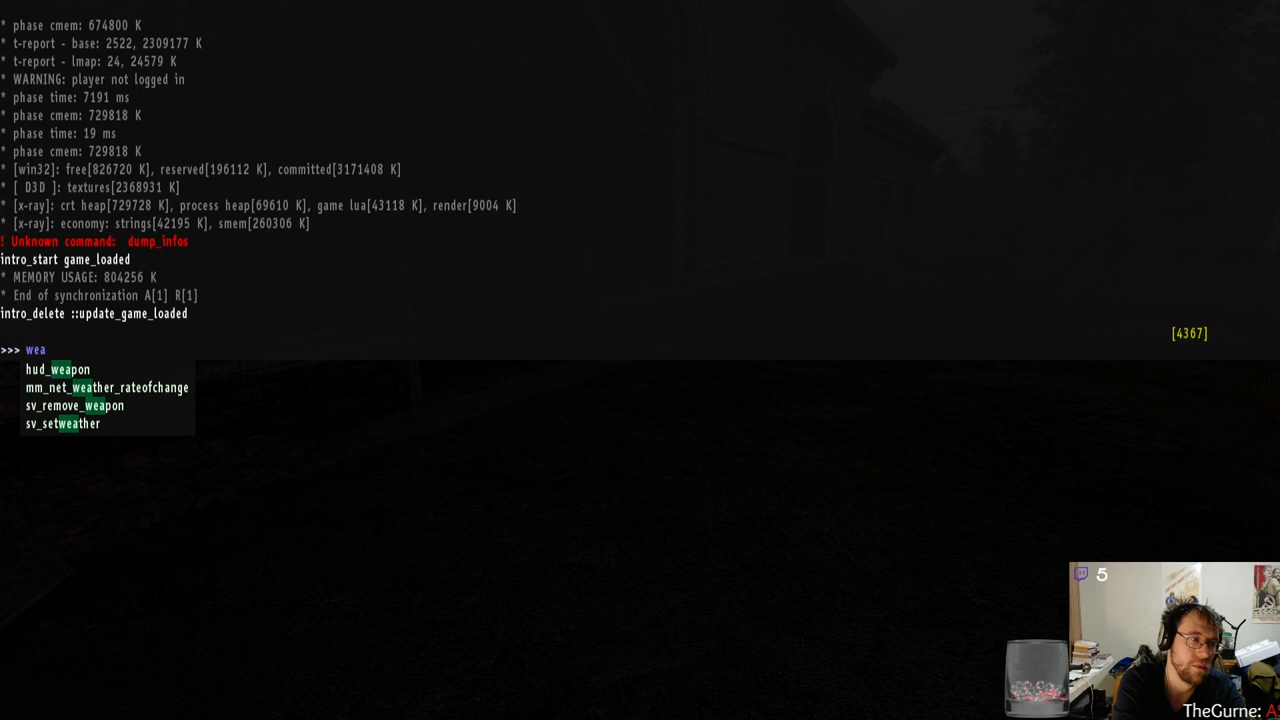 * phase cmem: 674800 K
* t-report - base: 2522, 2309177 K
* t-report - lmap: 24, 24579 K
* WARNING: player not logged in
* phase time: 7191 ms
* phase cmem: 729818 K
* phase time: 19 ms
* phase cmem: 729818 K
* [win32]: free[826720 K], reserved[196112 K], committed[3171408 K]
* [ D3D ]: textures[2368931 K]
* [x-ray]: crt heap[729728 K], process heap[69610 K], game lua[43118 K], render[9004 K]
* [x-ray]: economy: strings[42195 K], smem[260306 K]
! Unknown command:  dump_infos
intro_start game_loaded
* MEMORY USAGE: 804256 K
* End of synchronization A[1] R[1]
intro_delete ::update_game_loaded
[4367]
>>> wea
hud_weapon
mm_net_weather_rateofchange
sv_remove_weapon
sv_setweather
5
TheGurne: A